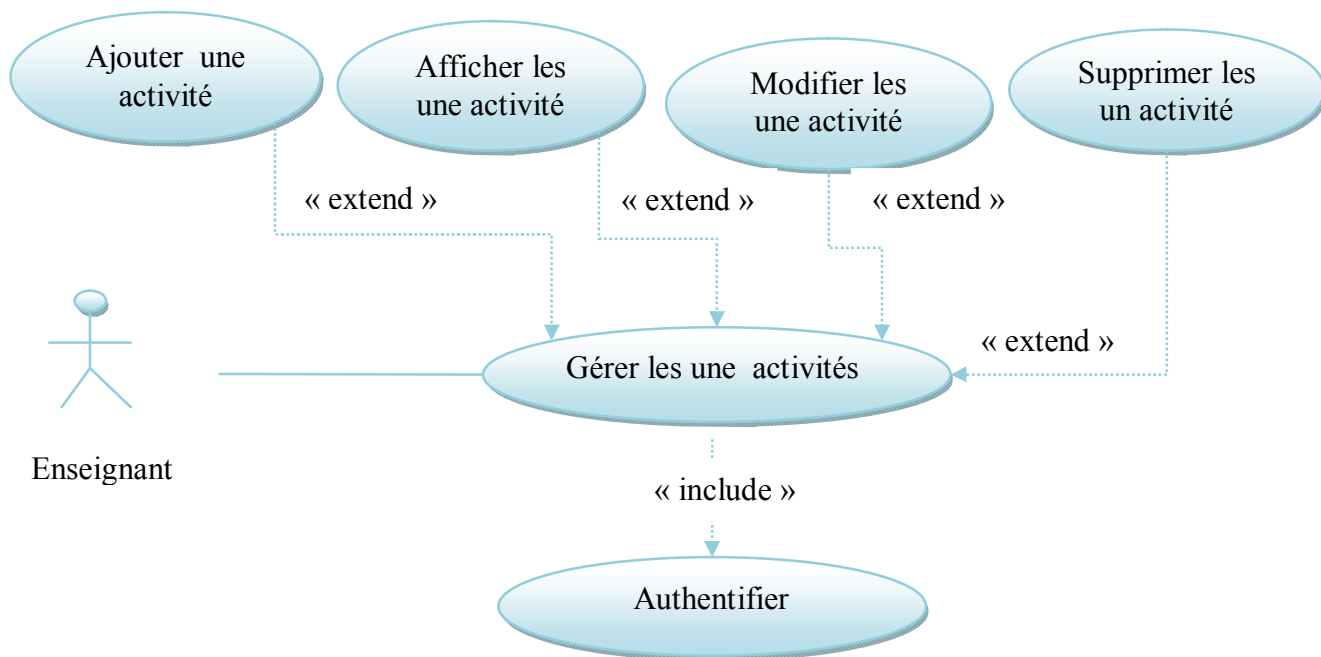 Ajouter une
activité
Afficher les
une activité
Modifier les
une activité
Supprimer les
un activité
« extend »
« extend »
« extend »
« extend »
Gérer les une activités
Enseignant
« include »
Authentifier